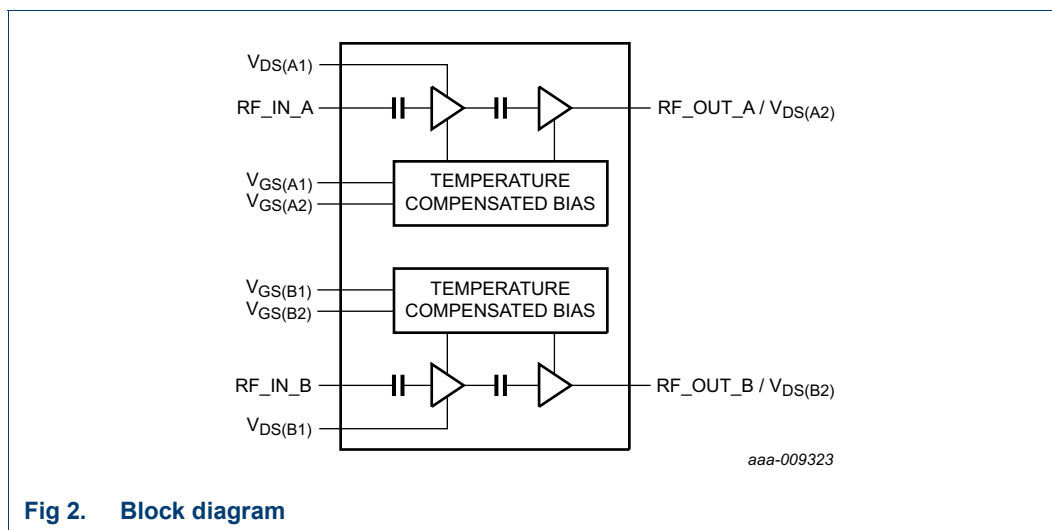 VDS(A1)
RF_IN_A
RF_OUT_A / VDS(A2)
VGS(A1)
VGS(A2)
TEMPERATURE
COMPENSATED BIAS
VGS(B1)
VGS(B2)
TEMPERATURE
COMPENSATED BIAS
RF_IN_B
RF_OUT_B / VDS(B2)
VDS(B1)
aaa-009323
Fig 2. Block diagram